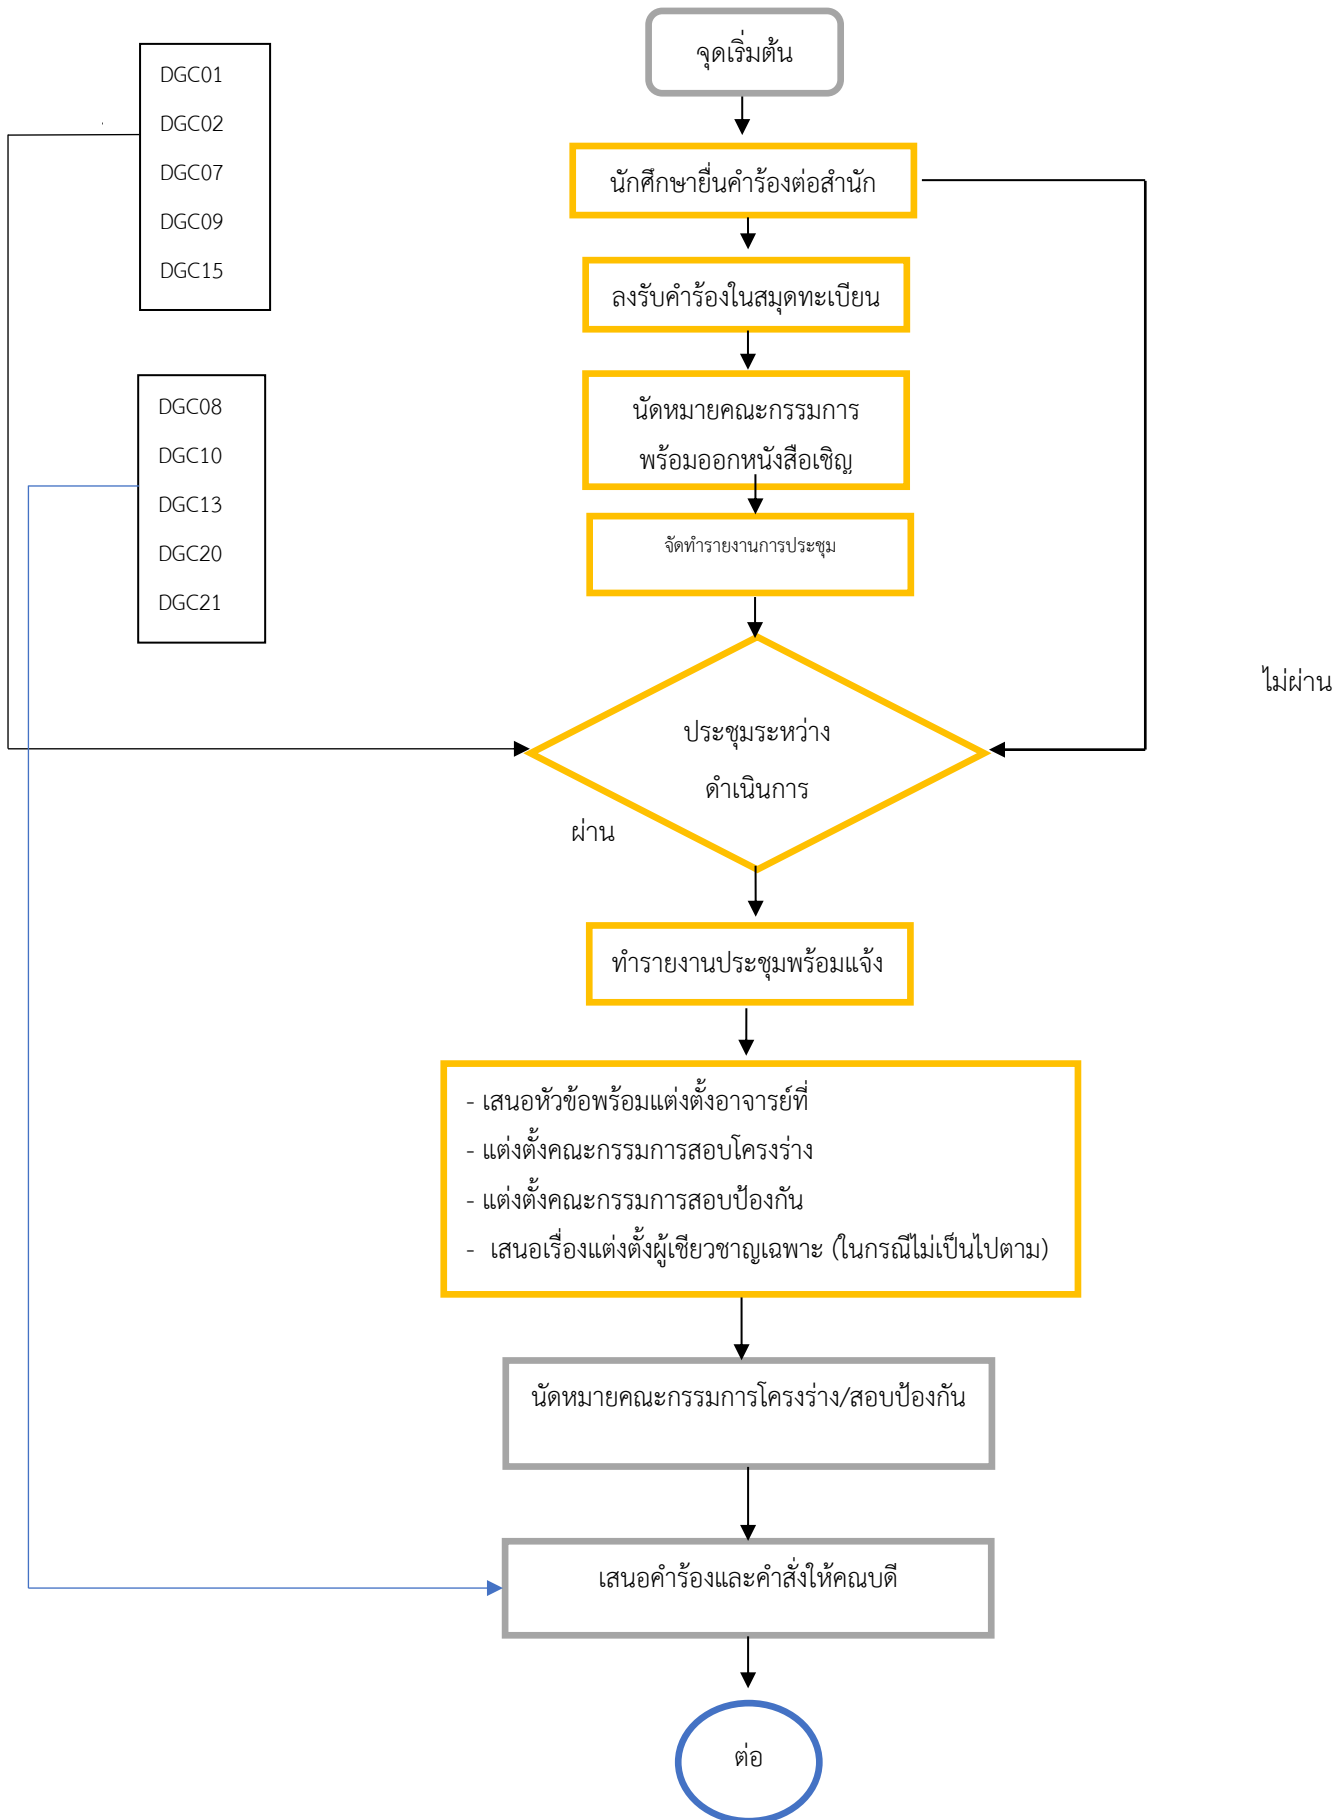 จุดเริ่มต้น
DGC01
DGC02
DGC07
DGC09
DGC15
นักศึกษายื่นคำร้องต่อสำนัก
ลงรับคำร้องในสมุดทะเบียน
DGC08
DGC10
DGC13
DGC20
DGC21
นัดหมายคณะกรรมการ
พร้อมออกหนังสือเชิญ
จัดทำรายงานการประชุม
ไม่ผ่าน
ประชุมระหว่าง
ดำเนินการ
ผ่าน
ทำรายงานประชุมพร้อมแจ้ง
- เสนอหัวข้อพร้อมแต่งตั้งอาจารย์ที่
- แต่งตั้งคณะกรรมการสอบโครงร่าง
- แต่งตั้งคณะกรรมการสอบป้องกัน
- เสนอเรื่องแต่งตั้งผู้เชียวชาญเฉพาะ (ในกรณีไม่เป็นไปตาม)
นัดหมายคณะกรรมการโครงร่าง/สอบป้องกัน
เสนอคำร้องและคำสั่งให้คณบดี
ต่อ